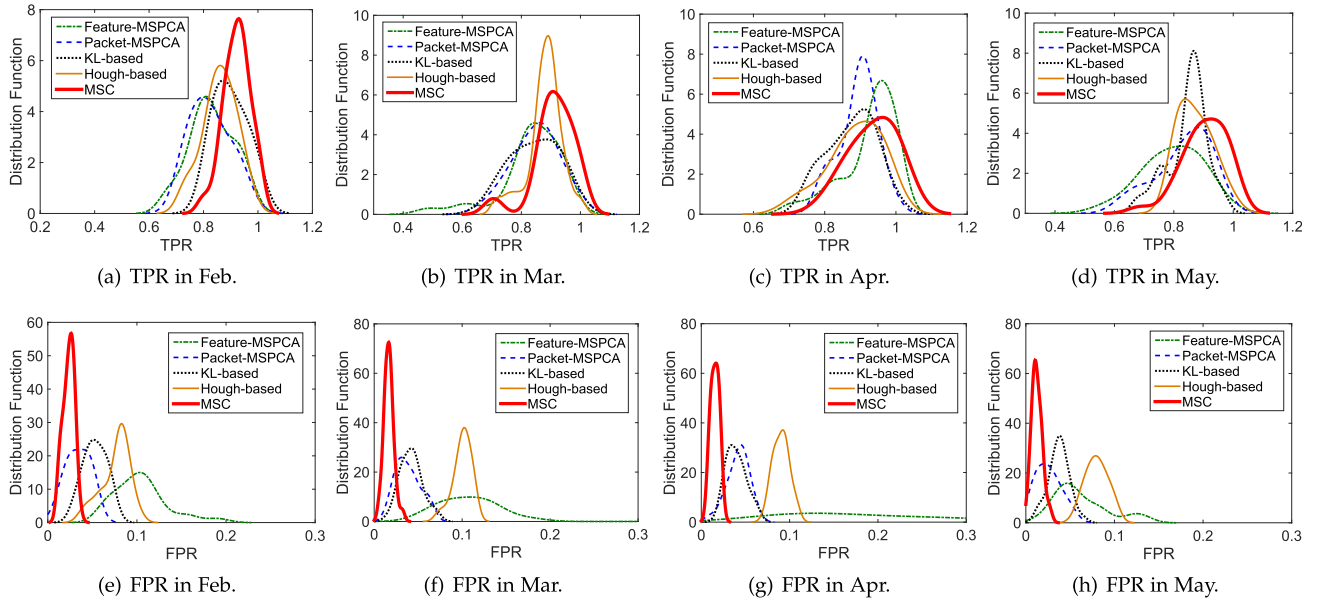 8
6
4
2
0
Distribution Function
Feature-MSPCA
Packet-MSPCA
KL-based
Hough-based
MSC
0.2 0.4 0.6 0.8 1 1.2
TPR
(a) TPR in Feb.
10
8
6
4
2
0
Distribution Function
Feature-MSPCA
Packet-MSPCA
KL-based
Hough-based
MSC
0.4 0.6 0.8 1 1.2
TPR
(b) TPR in Mar.
10
8
6
4
2
0
Distribution Function
Feature-MSPCA
Packet-MSPCA
KL-based
Hough-based
MSC
0.6 0.8 1 1.2
TPR
(c) TPR in Apr.
10
8
6
4
2
0
Distribution Function
Feature-MSPCA
Packet-MSPCA
KL-based
Hough-based
MSC
0.4 0.6 0.8 1 1.2
TPR
(d) TPR in May.
60
50
40
30
20
10
0
Distribution Function
Feature-MSPCA
Packet-MSPCA
KL-based
Hough-based
MSC
0 0.1 0.2 0.3
FPR
(e) FPR in Feb.
80
60
40
20
0
Distribution Function
Feature-MSPCA
Packet-MSPCA
KL-based
Hough-based
MSC
0 0.1 0.2 0.3
FPR
(f) FPR in Mar.
80
60
40
20
0
Distribution Function
Feature-MSPCA
Packet-MSPCA
KL-based
Hough-based
MSC
0 0.1 0.2 0.3
FPR
(g) FPR in Apr.
80
60
40
20
0
Distribution Function
Feature-MSPCA
Packet-MSPCA
KL-based
Hough-based
MSC
0 0.1 0.2 0.3
FPR
(h) FPR in May.